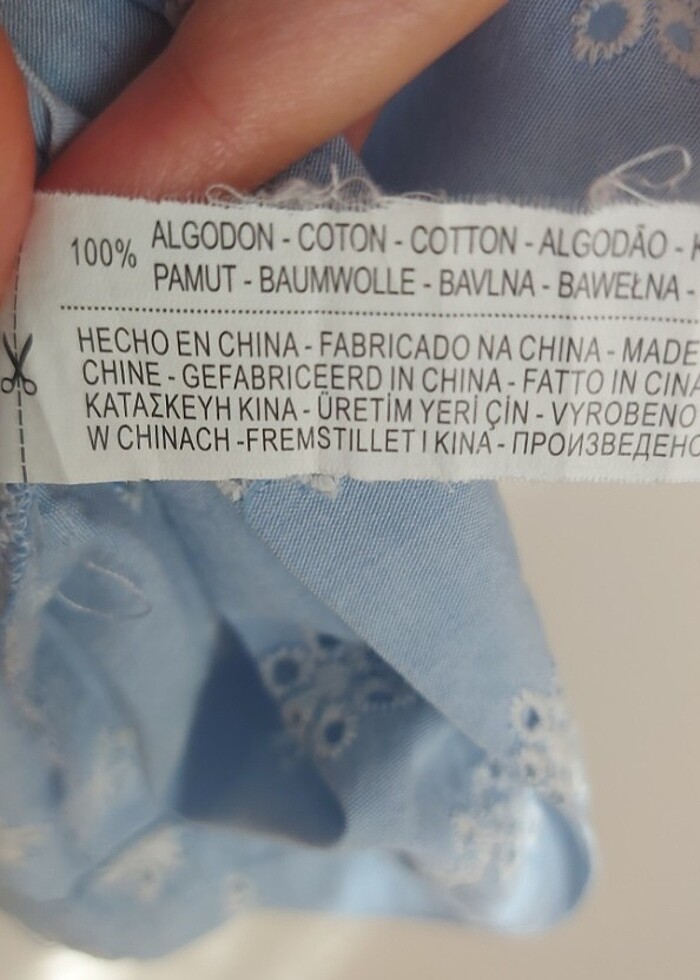 100% ALGODON - COTON - COTTON - ALGODÃO -
PAMUT - BAUMWOLLE - BAVLNA - BAWEŁNA -
HECHO EN CHINA - FABRICADO NA CHINA - MADE
CHINE - GEFABRICEERD IN CHINA - FATTO IN CINA
ΚΑΤΑΣΚΕΥΗ ΚΙΝΑ - ÜRETİM YERİ ÇİN - VYROBENO
W CHINACH -FREMSTILLET I KINA - ПРОИЗВЕДЕНО